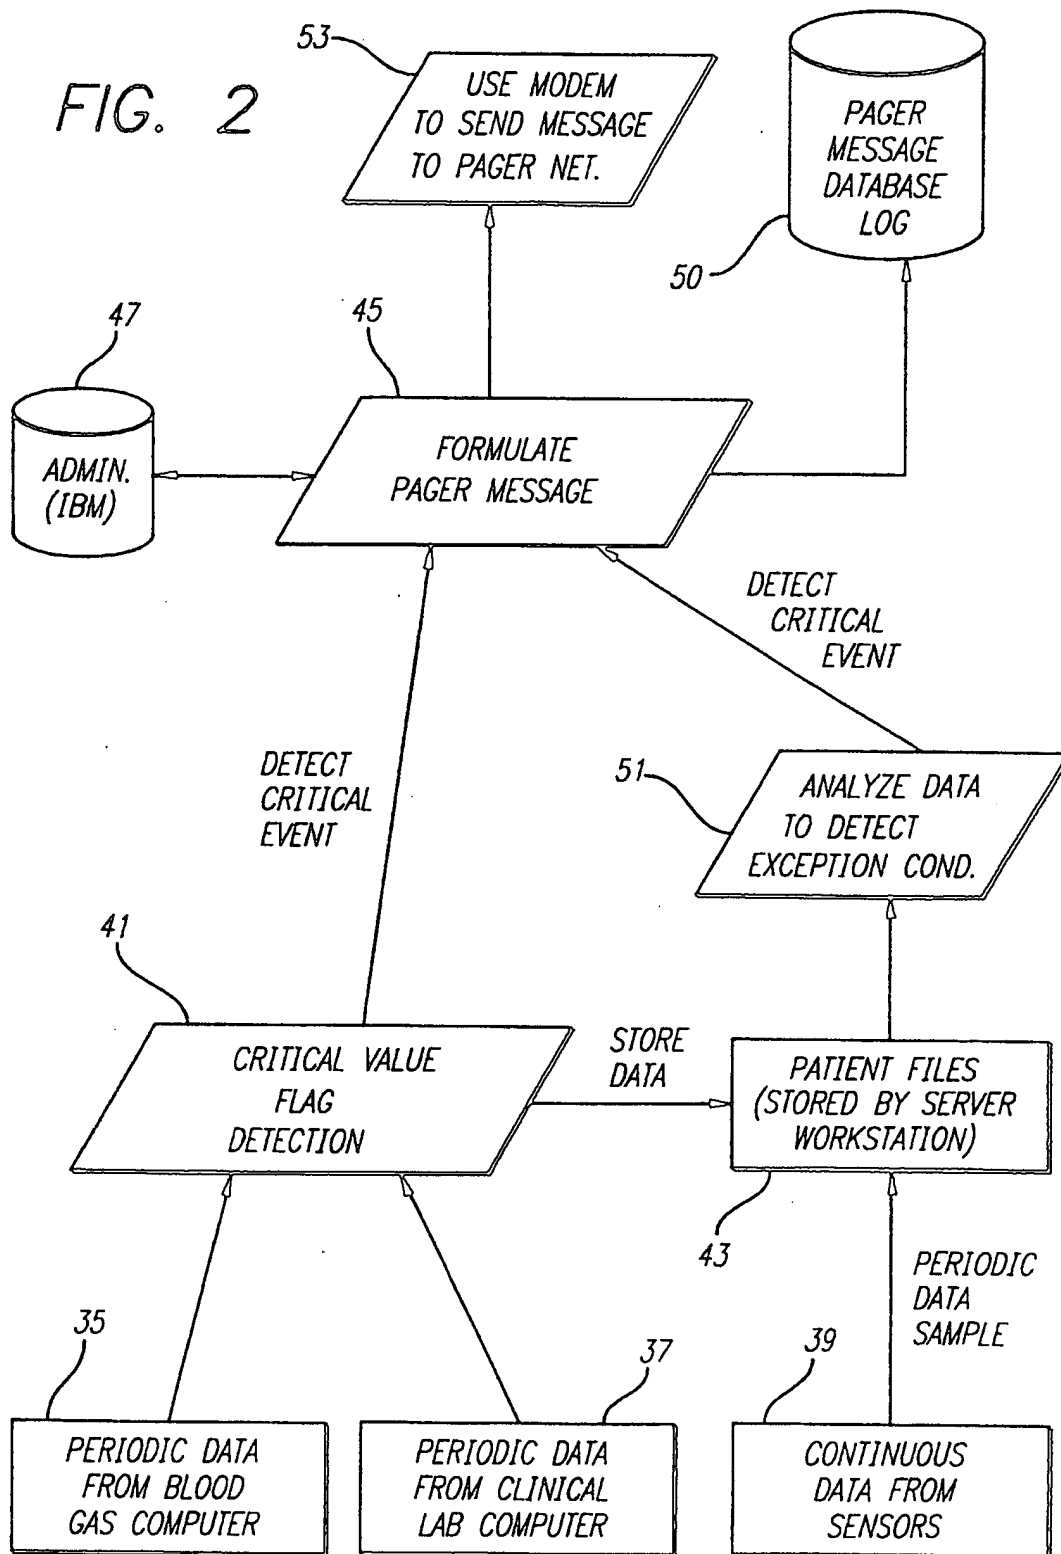 FIG. 2
53
USE MODEM
TO SEND MESSAGE
TO PAGER NET.
PAGER
MESSAGE
DATABASE
LOG
50
47
45
ADMIN.
(IBM)
FORMULATE
PAGER MESSAGE
DETECT
CRITICAL
EVENT
DETECT
CRITICAL
EVENT
51
ANALYZE DATA
TO DETECT
EXCEPTION COND.
41
CRITICAL VALUE
FLAG
DETECTION
STORE
DATA
PATIENT FILES
(STORED BY SERVER
WORKSTATION)
43
PERIODIC
DATA
SAMPLE
35
37
39
PERIODIC DATA
FROM BLOOD
GAS COMPUTER
PERIODIC DATA
FROM CLINICAL
LAB COMPUTER
CONTINUOUS
DATA FROM
SENSORS